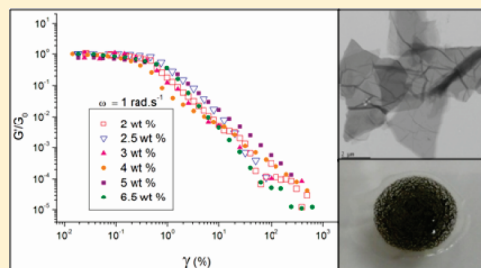 G'/G₀
10¹
10⁰
10⁻¹
10⁻²
10⁻³
10⁻⁴
10⁻⁵
ω = 1 rad.s⁻¹
2 wt %
2.5 wt %
3 wt %
4 wt %
5 wt %
6.5 wt %
10⁻² 10⁻¹ 10⁰ 10¹ 10² 10³
γ (%)